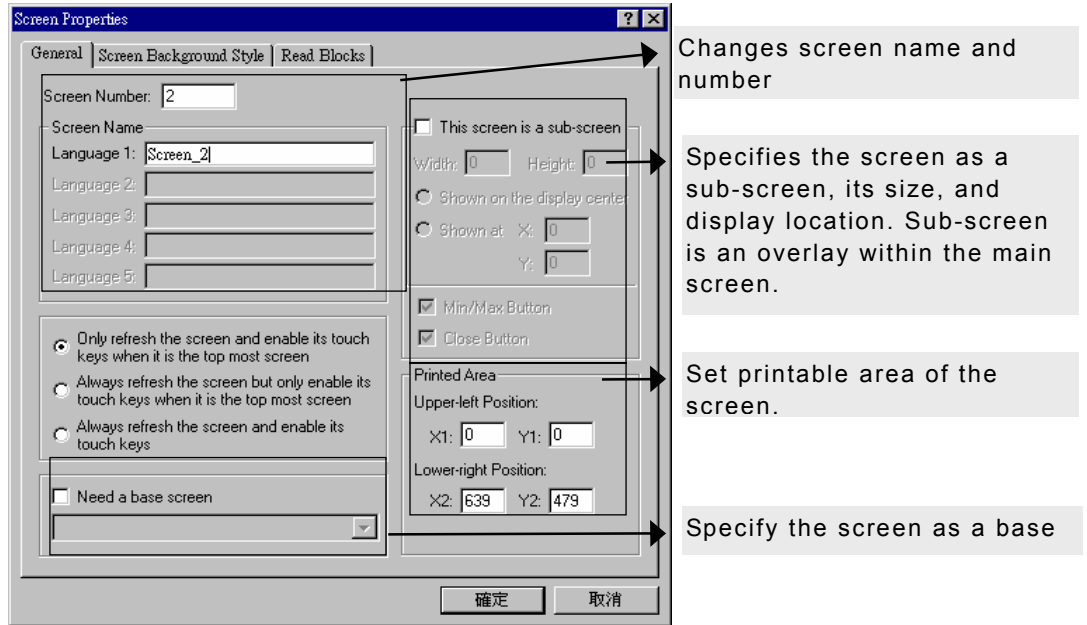 Screen Properties
General
Screen Background Style
Read Blocks
Screen Number: 2
Screen Name
Language 1: Screen_2
Language 2:
Language 3:
Language 4:
Language 5:
Only refresh the screen and enable its touch
keys when it is the top most screen
Always refresh the screen but only enable its
touch keys when it is the top most screen
Always refresh the screen and enable its
touch keys
Need a base screen
This screen is a sub-screen
Width: 0 Height: 0
Shown on the display center
Shown at X: 0
Y: 0
Min/Max Button
Close Button
Printed Area
Upper-left Position:
X1: 0 Y1: 0
Lower-right Position:
X2: 639 Y2: 479
確定
取消
Changes screen name and
number
Specifies the screen as a
sub-screen, its size, and
display location. Sub-screen
is an overlay within the main
screen.
Set printable area of the
screen.
Specify the screen as a base